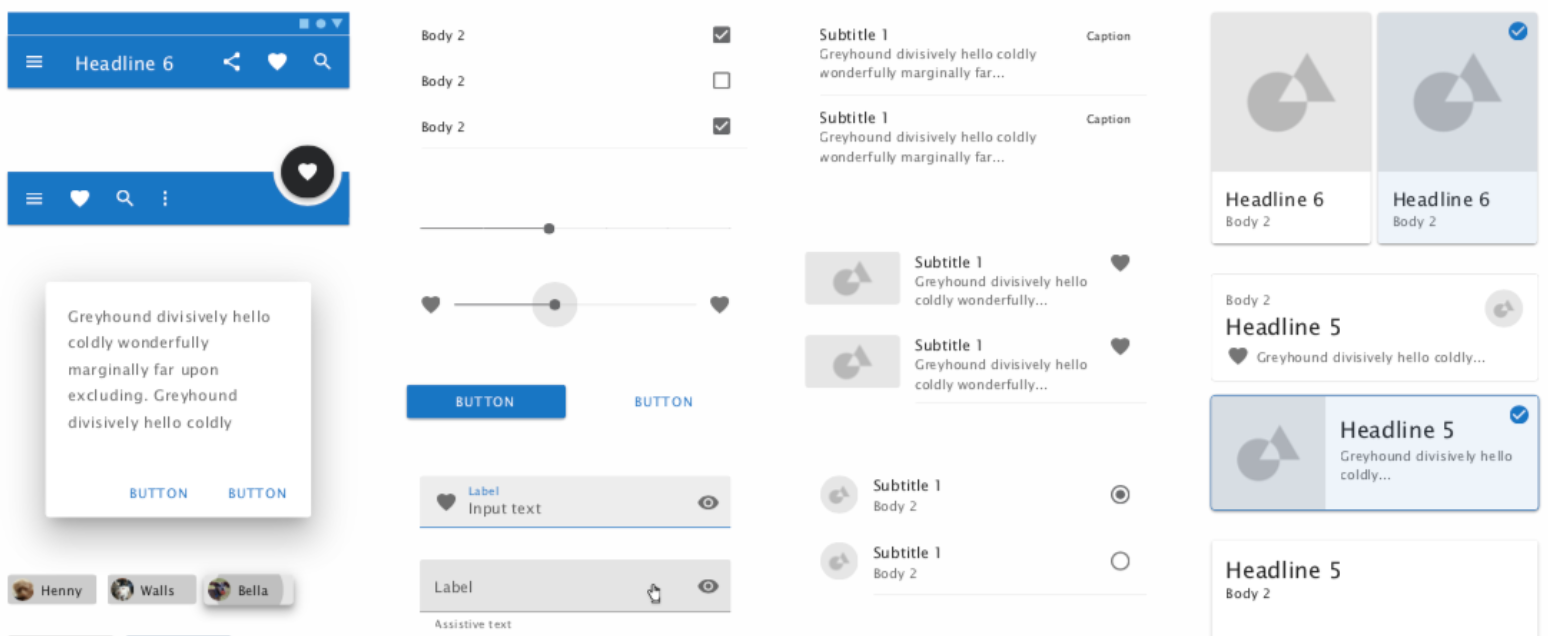 Headline 6
Greyhound divisively hello
coldly wonderfully
marginally far upon
excluding. Greyhound
divisively hello coldly
BUTTON BUTTON
Henny Walls Bella
Body 2
Body 2
Body 2
BUTTON BUTTON
Label
Input text
Label
Assistive text
Subtitle 1 Caption
Greyhound divisively hello coldly
wonderfully marginally far...
Subtitle 1 Caption
Greyhound divisively hello coldly
wonderfully marginally far...
Subtitle 1
Greyhound divisively hello
coldly wonderfully...
Subtitle 1
Greyhound divisively hello
coldly wonderfully...
Subtitle 1
Body 2
Subtitle 1
Body 2
Headline 6
Body 2
Headline 6
Body 2
Body 2
Headline 5
Greyhound divisively hello coldly...
Headline 5
Greyhound divisively hello
coldly...
Headline 5
Body 2